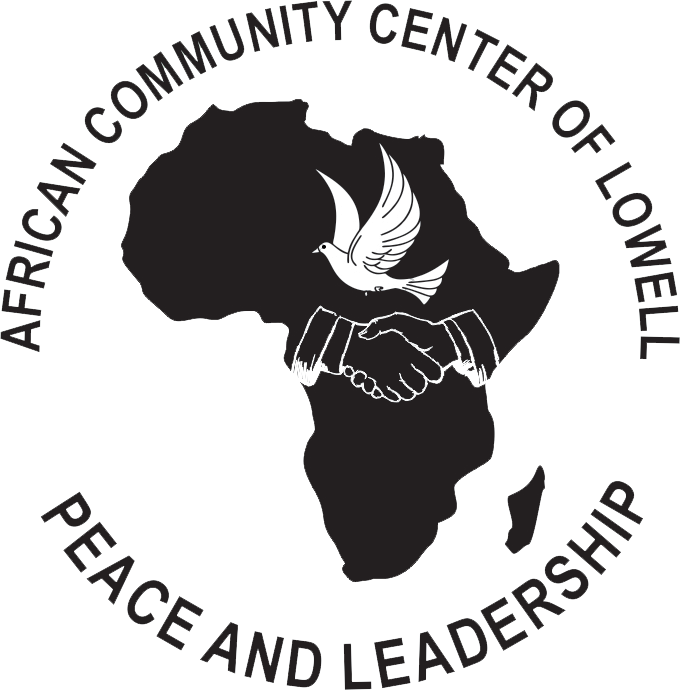 AFRICAN COMMUNITY CENTER OF LOWELL
PEACE AND LEADERSHIP